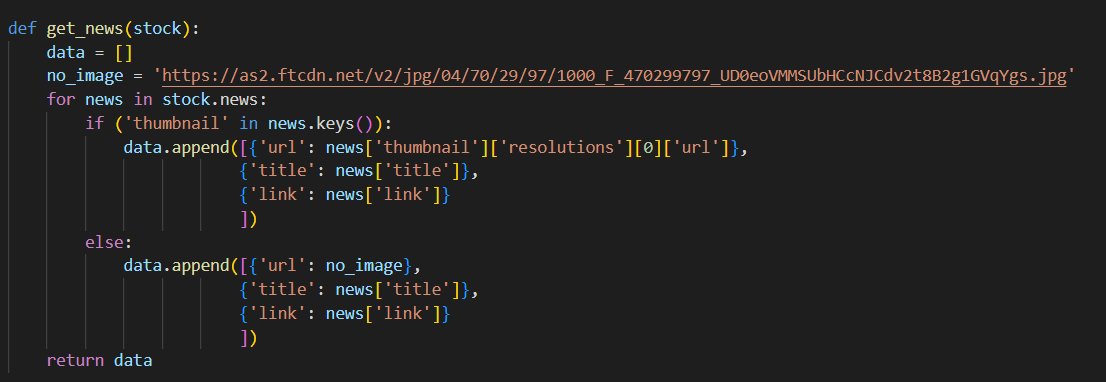 def get_news(stock):
    data = []
    no_image = 'https://as2.ftcdn.net/v2/jpg/04/70/29/97/1000_F_470299797_UD0eoVMMSUbHCcNJCdv2t8B2g1GVqYgs.jpg'
    for news in stock.news:
        if ('thumbnail' in news.keys()):
            data.append([{'url': news['thumbnail']['resolutions'][0]['url']},
                        {'title': news['title']},
                        {'link': news['link']}
                        ])
        else:
            data.append([{'url': no_image},
                        {'title': news['title']},
                        {'link': news['link']}
                        ])
    return data